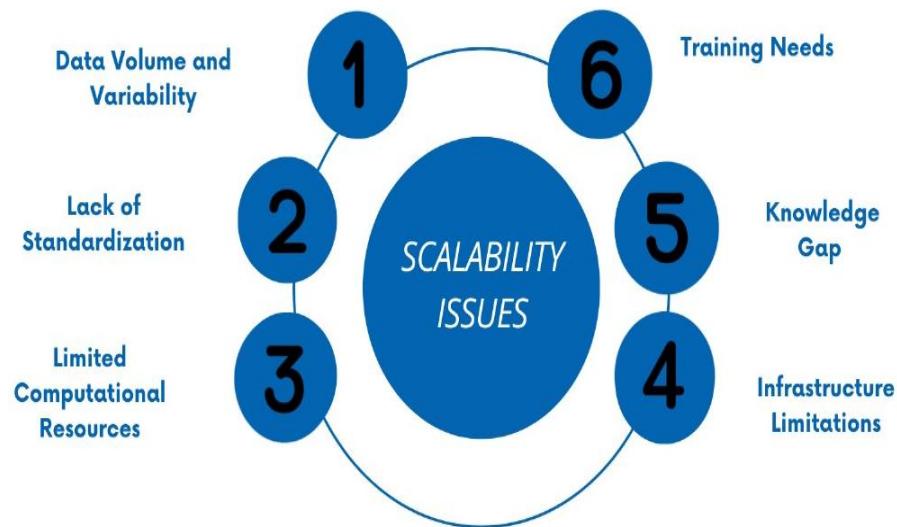 1
Data Volume and
Variability
2
Lack of
Standardization
3
Limited
Computational
Resources
SCALABILITY
ISSUES
6
Training Needs
5
Knowledge
Gap
4
Infrastructure
Limitations